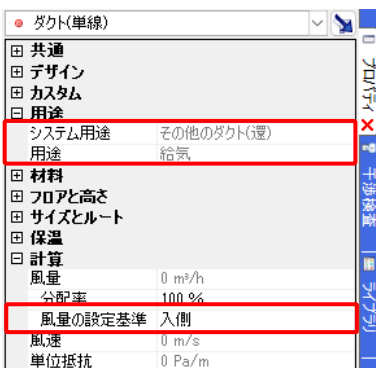 ダクト(単線)
共通
デザイン
カスタム
用途
システム用途 その他のダクト(還)
用途 給気
材料
フロアと高さ
サイズとルート
保温
計算
風量 0 m³/h
分配率 100 %
風量の設定基準 入側
風速 0 m/s
単位抵抗 0 Pa/m
プロパティ
干渉検査
ライブラリ